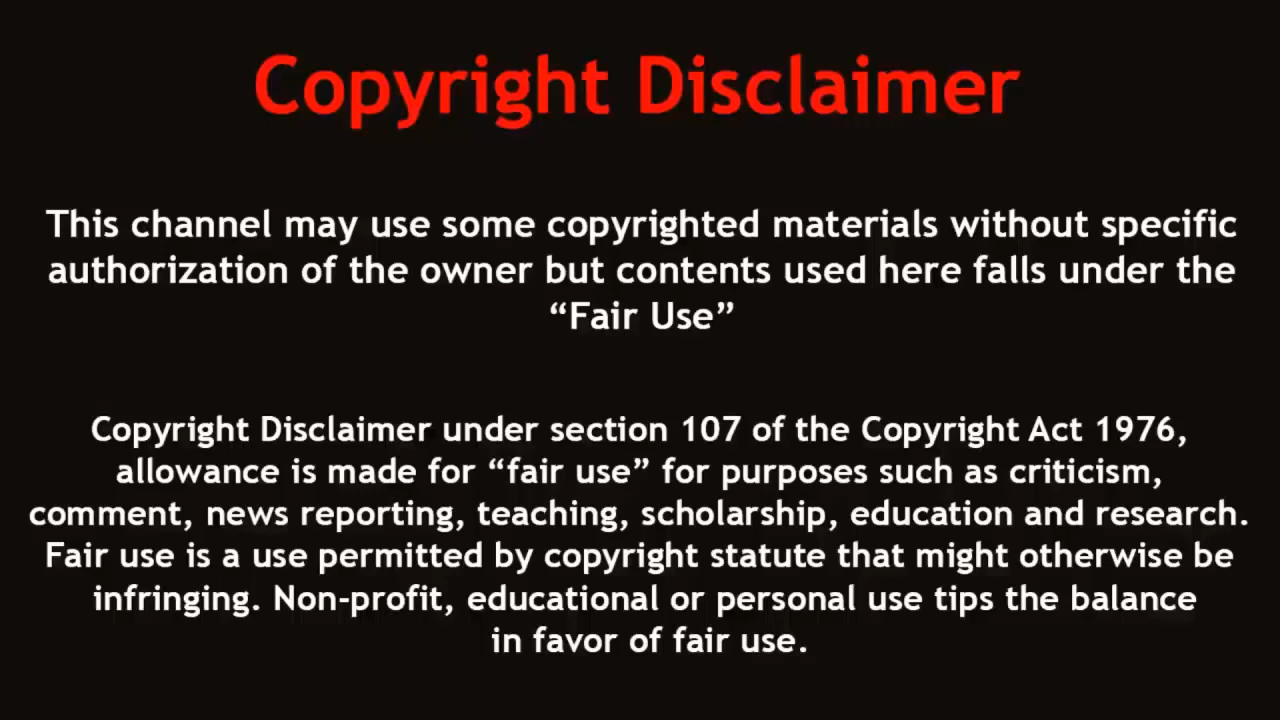 Copyright Disclaimer
This channel may use some copyrighted materials without specific
authorization of the owner but contents used here falls under the
“Fair Use”
Copyright Disclaimer under section 107 of the Copyright Act 1976,
allowance is made for “fair use” for purposes such as criticism,
comment, news reporting, teaching, scholarship, education and research.
Fair use is a use permitted by copyright statute that might otherwise be
infringing. Non-profit, educational or personal use tips the balance
in favor of fair use.